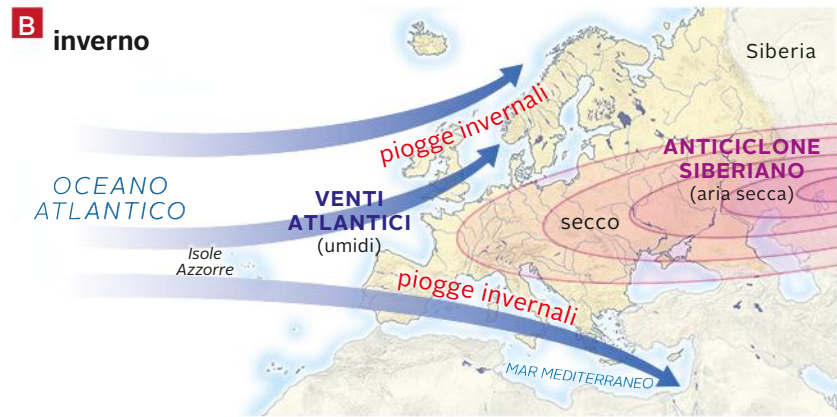 B
inverno
Siberia
piogge invernali
ANTICICLONE
SIBERIANO
(aria secca)
OCEANO
ATLANTICO
VENTI
ATLANTICI
(umidi)
secco
Isole
Azzorre
piogge invernali
MAR MEDITERRANEO